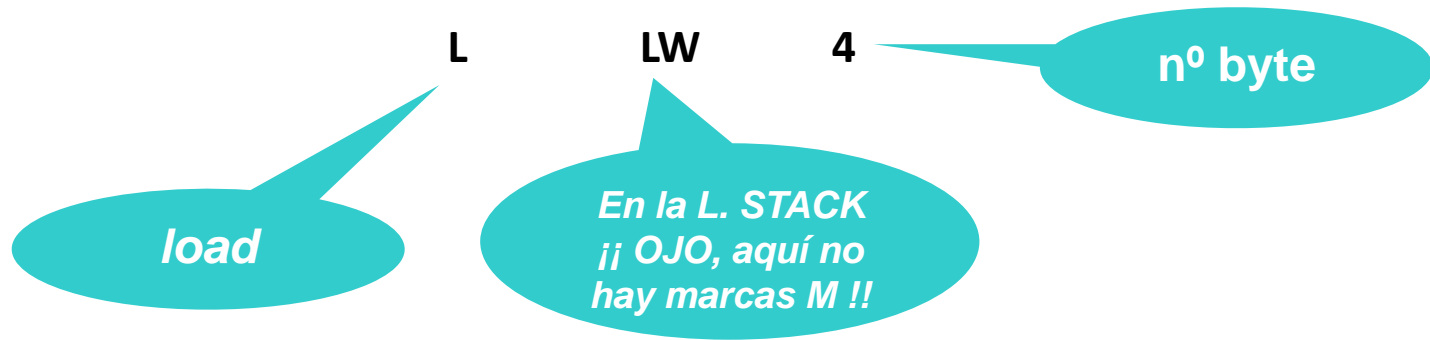 L LW 4
nº byte
load
En la L. STACK
¡¡ OJO, aquí no
hay marcas M !!